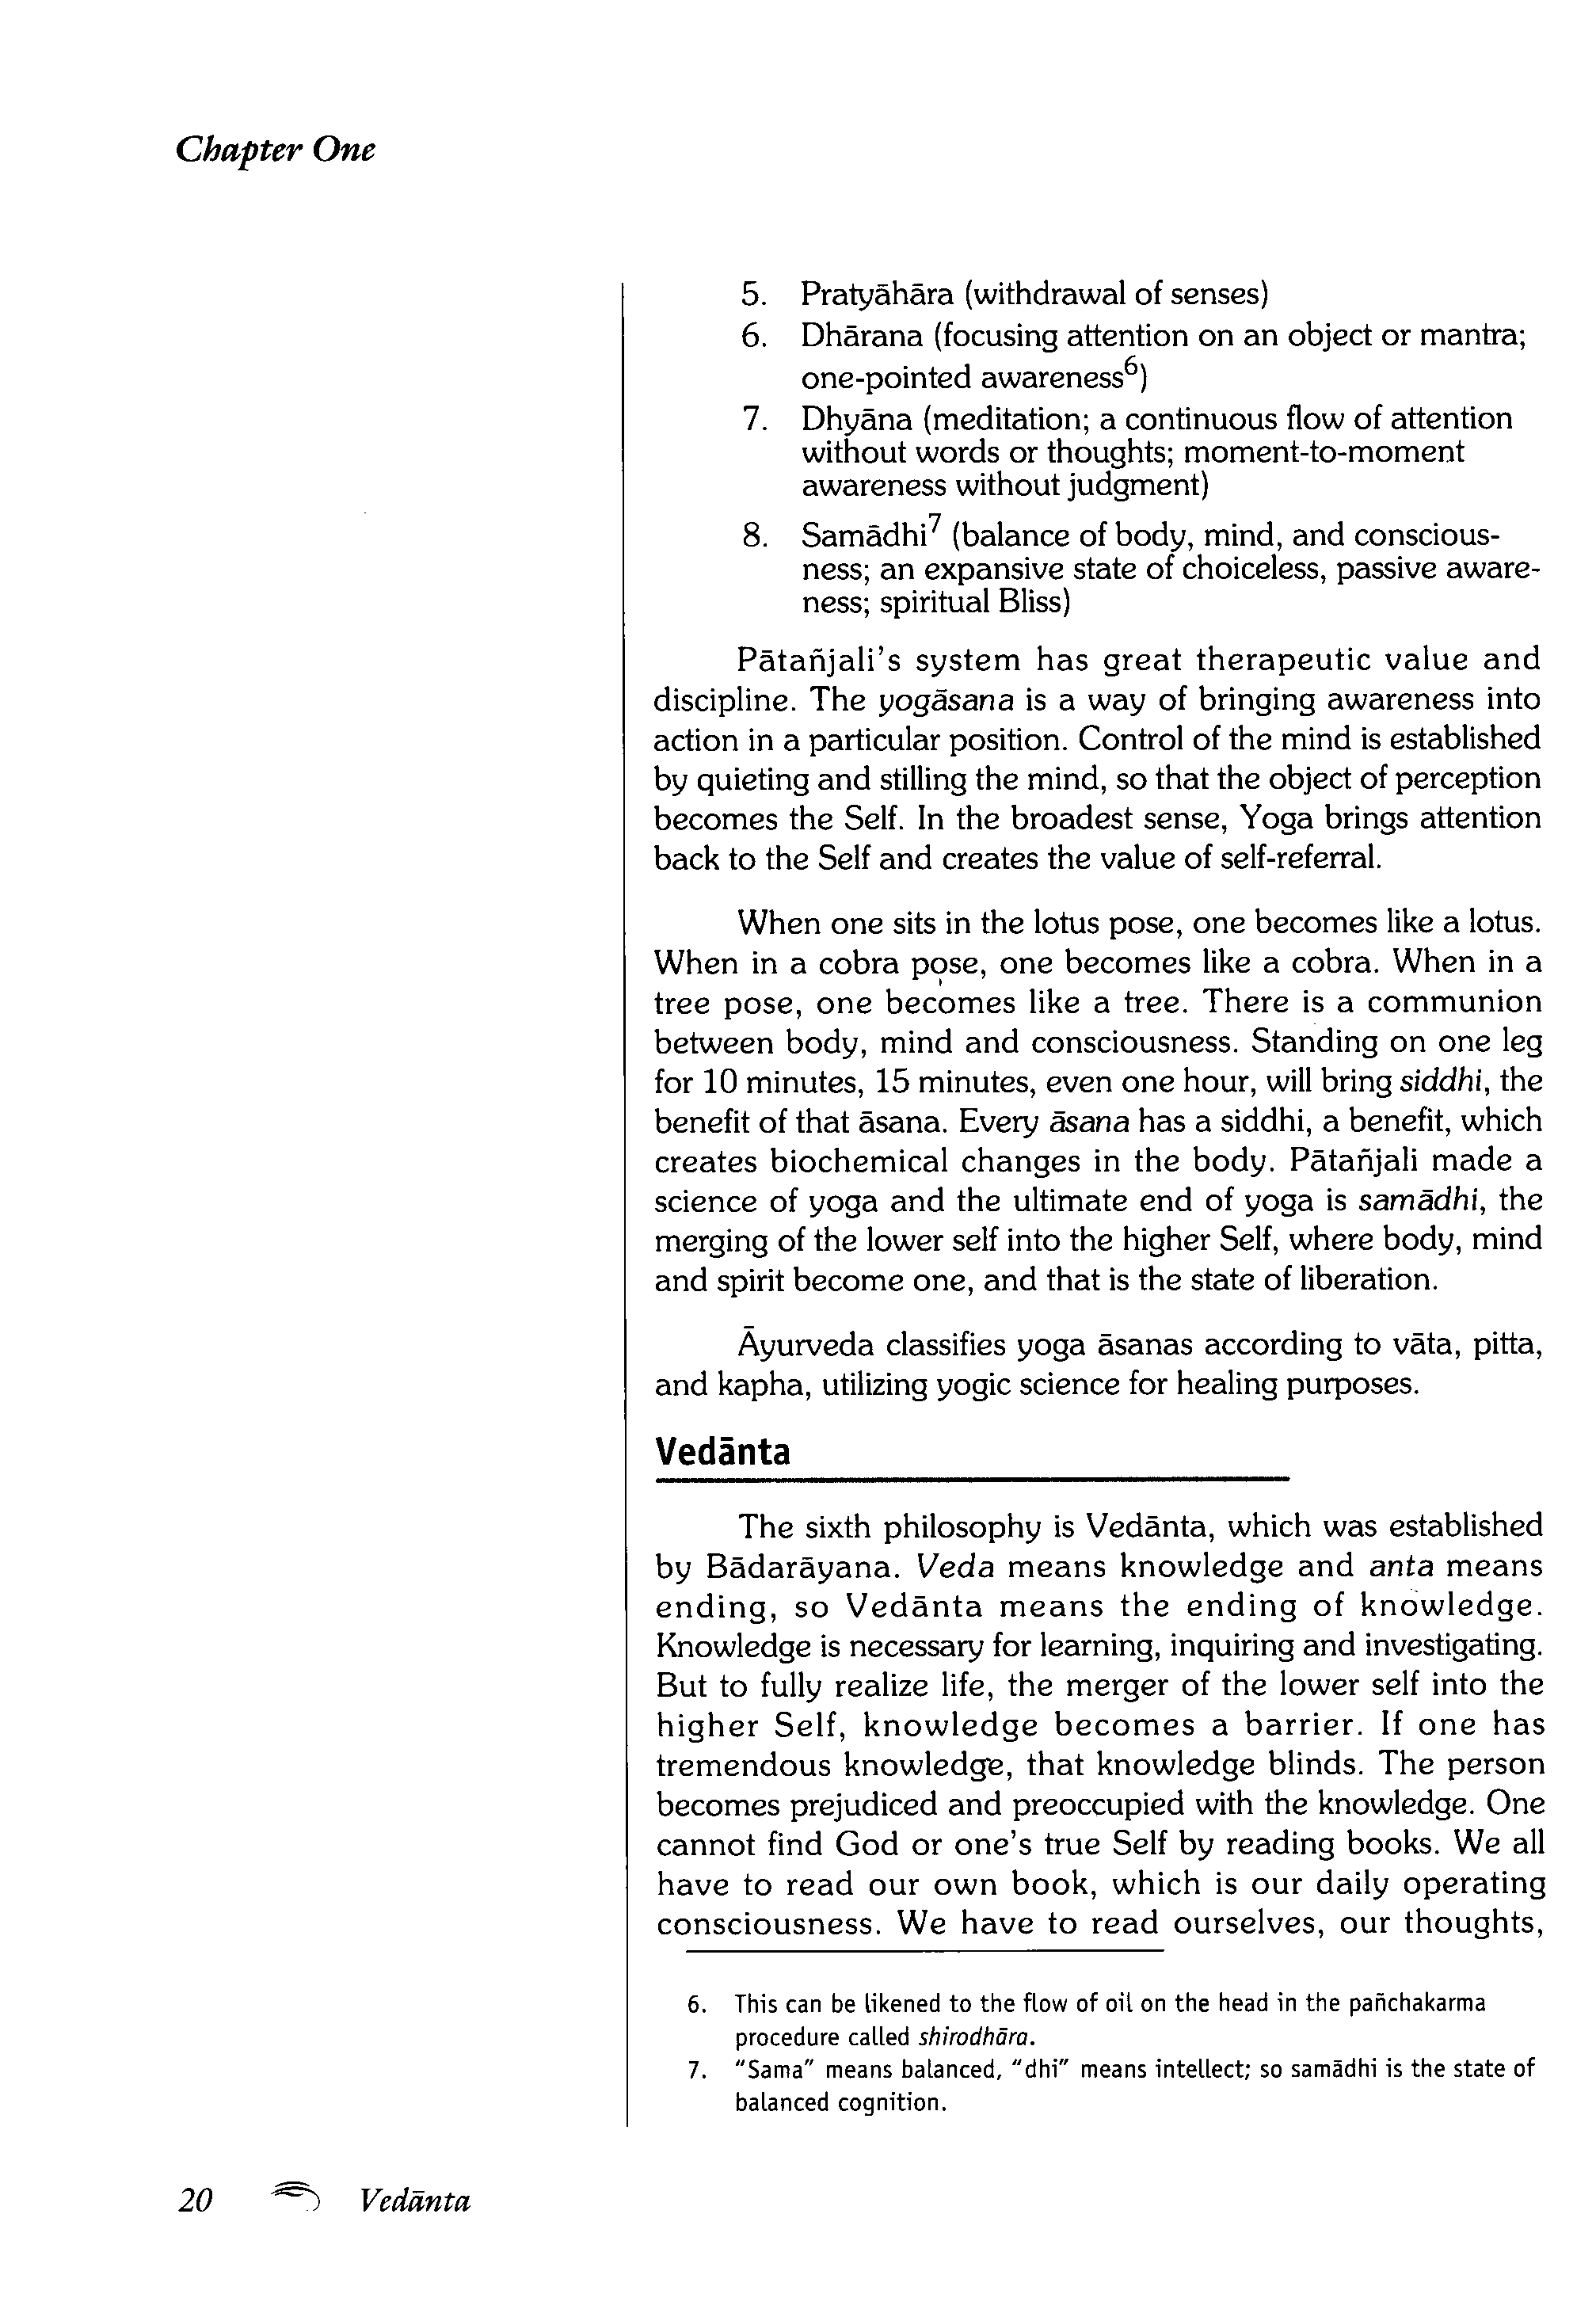 Chapter One
5. Pratyāhāra (withdrawal of senses)
6. Dhārana (focusing attention on an object or mantra;
one-pointed awareness⁶)
7. Dhyāna (meditation; a continuous flow of attention
without words or thoughts; moment-to-moment
awareness without judgment)
8. Samādhi⁷ (balance of body, mind, and conscious-
ness; an expansive state of choiceless, passive aware-
ness; spiritual Bliss)
Pātañjali's system has great therapeutic value and
discipline. The yogāsana is a way of bringing awareness into
action in a particular position. Control of the mind is established
by quieting and stilling the mind, so that the object of perception
becomes the Self. In the broadest sense, Yoga brings attention
back to the Self and creates the value of self-referral.
When one sits in the lotus pose, one becomes like a lotus.
When in a cobra pose, one becomes like a cobra. When in a
tree pose, one becomes like a tree. There is a communion
between body, mind and consciousness. Standing on one leg
for 10 minutes, 15 minutes, even one hour, will bring siddhi, the
benefit of that āsana. Every āsana has a siddhi, a benefit, which
creates biochemical changes in the body. Pātañjali made a
science of yoga and the ultimate end of yoga is samādhi, the
merging of the lower self into the higher Self, where body, mind
and spirit become one, and that is the state of liberation.
Āyurveda classifies yoga āsanas according to vāta, pitta,
and kapha, utilizing yogic science for healing purposes.
Vedānta
The sixth philosophy is Vedānta, which was established
by Bādarāyana. Veda means knowledge and anta means
ending, so Vedānta means the ending of knowledge.
Knowledge is necessary for learning, inquiring and investigating.
But to fully realize life, the merger of the lower self into the
higher Self, knowledge becomes a barrier. If one has
tremendous knowledge, that knowledge blinds. The person
becomes prejudiced and preoccupied with the knowledge. One
cannot find God or one's true Self by reading books. We all
have to read our own book, which is our daily operating
consciousness. We have to read ourselves, our thoughts,
6. This can be likened to the flow of oil on the head in the pañchakarma
procedure called shirodhāra.
7. "Sama" means balanced, "dhi" means intellect; so samādhi is the state of
balanced cognition.
20 Vedānta